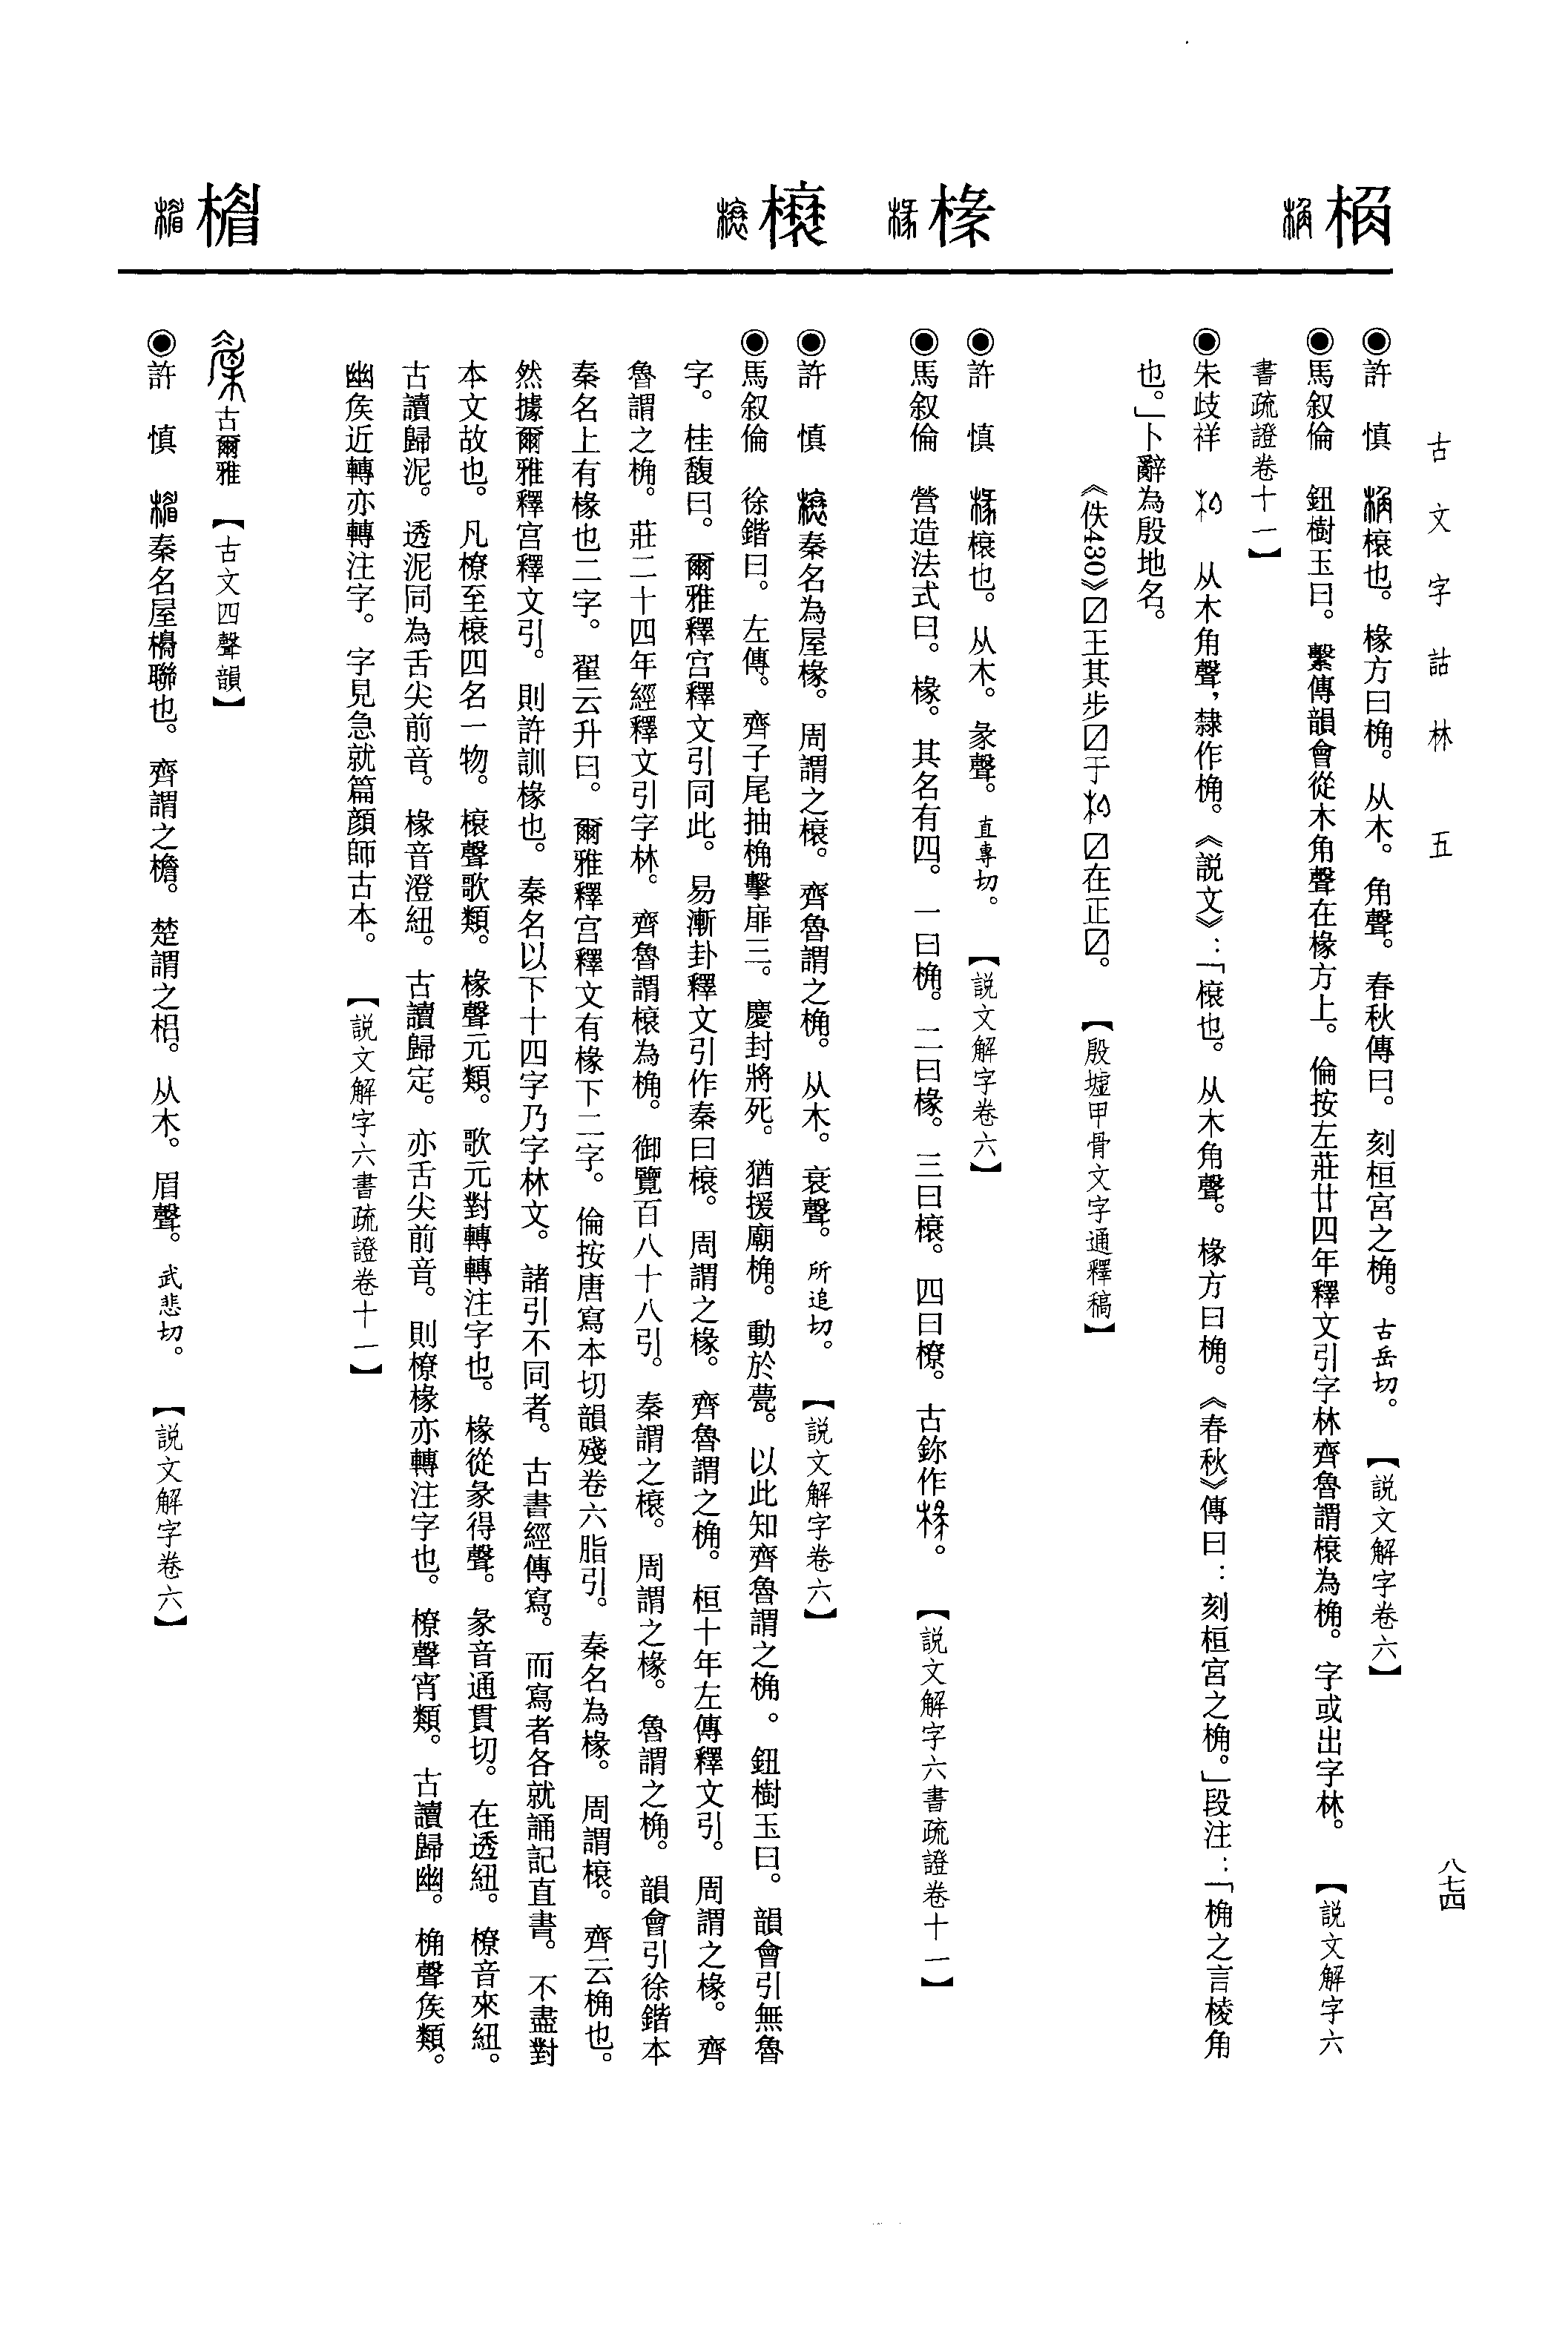 古文字詁林 五
八七四
桷
◉許 慎 榱也。椽方曰桷。从木。角聲。春秋傳曰。刻桓宮之桷。古岳切。【說文解字卷六】
◉馬叙倫 鈕樹玉曰。繫傳韻會從木角聲在椽方上。倫按左莊廿四年釋文引字林齊魯謂榱為桷。字或出字林。【說文解字六
書疏證卷十一】
◉朱歧祥 从木角聲，隸作桷。《説文》：「榱也。从木角聲。椽方曰桷。《春秋》傳曰：刻桓宮之桷。」段注：「桷之言棱角
也。」卜辭為殷地名。
《佚430》☑王其步☑于☑在正☑。【殷墟甲骨文字通釋稿】
椽
◉許 慎 榱也。从木。彖聲。直專切。【說文解字卷六】
◉馬叙倫 營造法式曰。椽。其名有四。一曰桷。二曰椽。三曰榱。四曰橑。古鉨作。【說文解字六書疏證卷十一】
榱
◉許 慎 秦名為屋椽。周謂之榱。齊魯謂之桷。从木。衰聲。所追切。【說文解字卷六】
◉馬叙倫 徐鍇曰。左傳。齊子尾抽桷擊扉三。慶封將死。猶援廟桷。動於甍。以此知齊魯謂之桷。鈕樹玉曰。韻會引無魯
字。桂馥曰。爾雅釋宮釋文引同此。易漸卦釋文引作秦曰榱。周謂之椽。齊魯謂之桷。桓十年左傳釋文引。周謂之椽。齊
魯謂之桷。莊二十四年經釋文引字林。齊魯謂榱為桷。御覽百八十八引。秦謂之榱。周謂之椽。魯謂之桷。韻會引徐鍇本
秦名上有椽也二字。翟云升曰。爾雅釋宮釋文有椽下二字。倫按唐寫本切韻殘卷六脂引。秦名為椽。周謂榱。齊云桷也。
然據爾雅釋宮釋文引。則許訓椽也。秦名以下十四字乃字林文。諸引不同者。古書經傳寫。而寫者各就誦記直書。不盡對
本文故也。凡橑至榱四名一物。榱聲歌類。椽聲元類。歌元對轉轉注字也。椽從彖得聲。彖音通貫切。在透紐。橑音來紐。
古讀歸泥。透泥同為舌尖前音。椽音澄紐。古讀歸定。亦舌尖前音。則橑椽亦轉注字也。橑聲宵類。古讀歸幽。桷聲矦類。
幽矦近轉亦轉注字。字見急就篇顏師古本。【說文解字六書疏證卷十一】
楣
古爾雅【古文四聲韻】
◉許 慎 秦名屋櫋聯也。齊謂之檐。楚謂之梠。从木。眉聲。武悲切。【說文解字卷六】